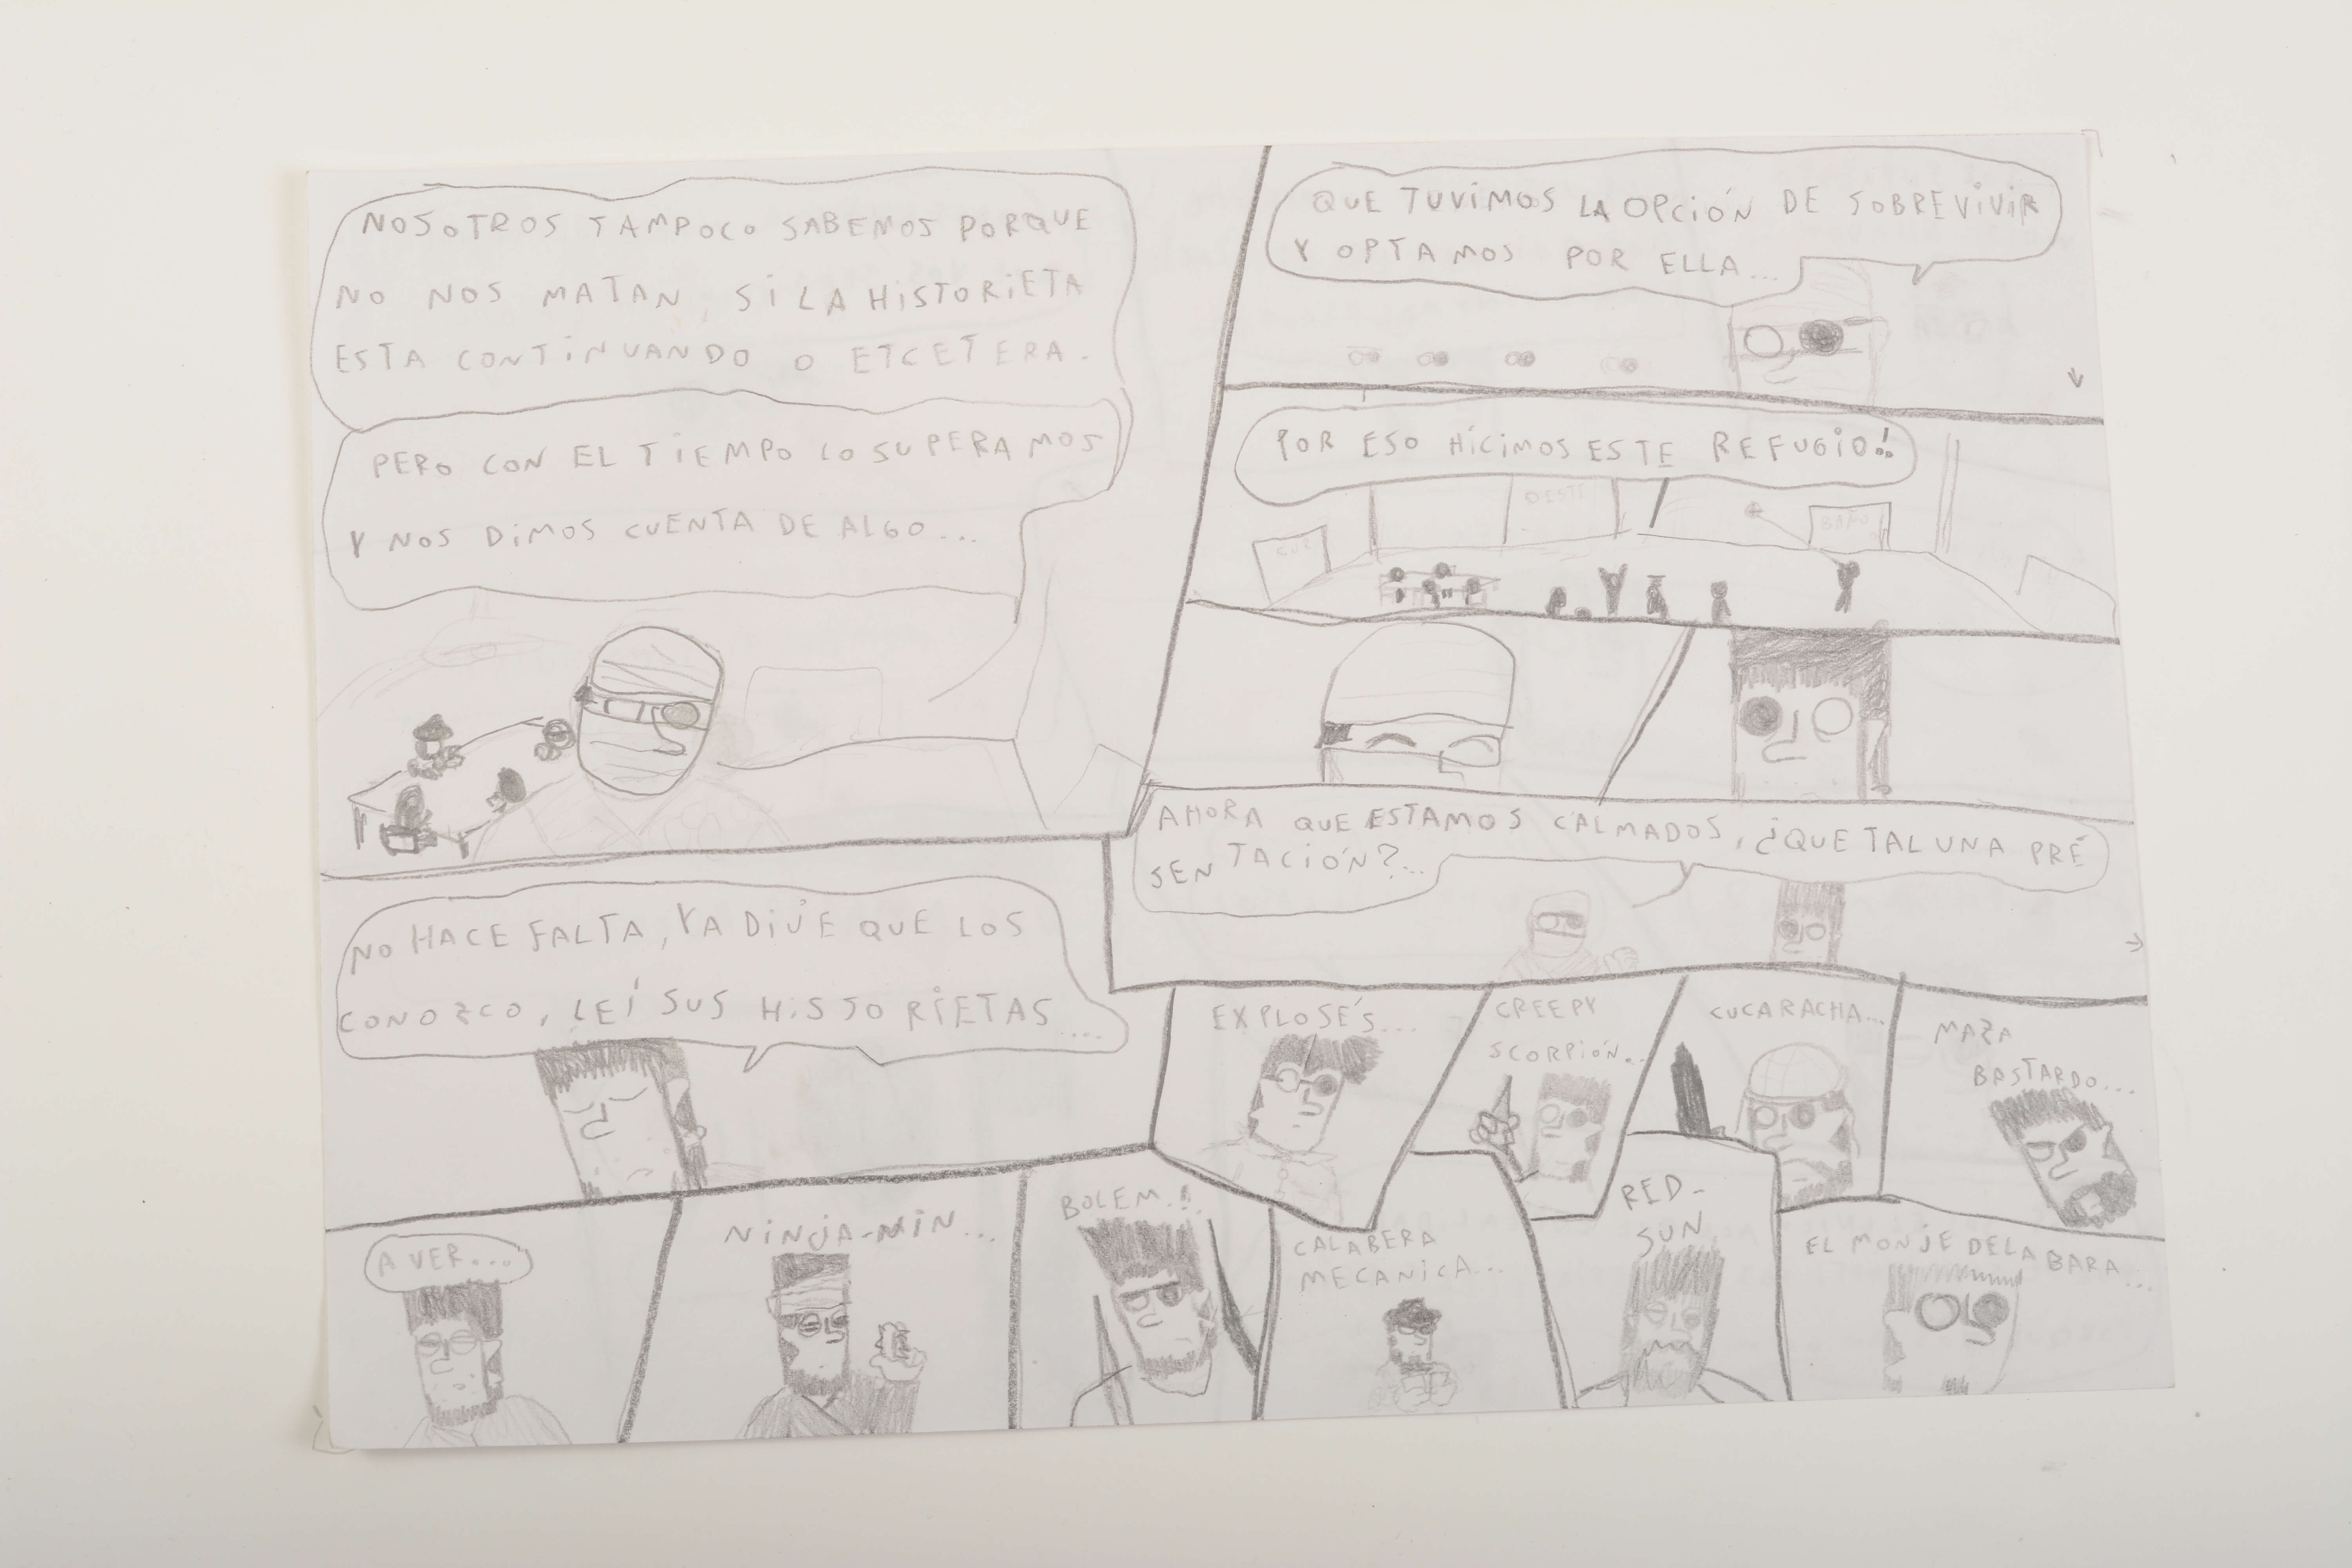 NOSOTROS TAMPOCO SABEMOS PORQUE
NO NOS MATAN, SI LA HISTORIETA
ESTA CONTINUANDO O ETCETERA.
PERO CON EL TIEMPO LO SUPERAMOS
Y NOS DIMOS CUENTA DE ALGO...
QUE TUVIMOS LA OPCIÓN DE SOBREVIVIR
Y OPTAMOS POR ELLA...
POR ESO HICIMOS ESTE REFUGIO!!
OESTE
BAÑO
AHORA QUE ESTAMOS CALMADOS, ¿QUE TAL UNA PRE
SENTACIÓN?...
NO HACE FALTA, YA DIJE QUE LOS
CONOZCO, LEÍ SUS HISTORIETAS....
A VER...
NINJA-MIN...
BOLEM!!
EXPLOSÉS...
CREEPY
SCORPIÓN...
CUCARACHA...
MAZA
BASTARDO...
CALABERA
MECANICA...
RED-
SUN
EL MONJE DE LA BARA...